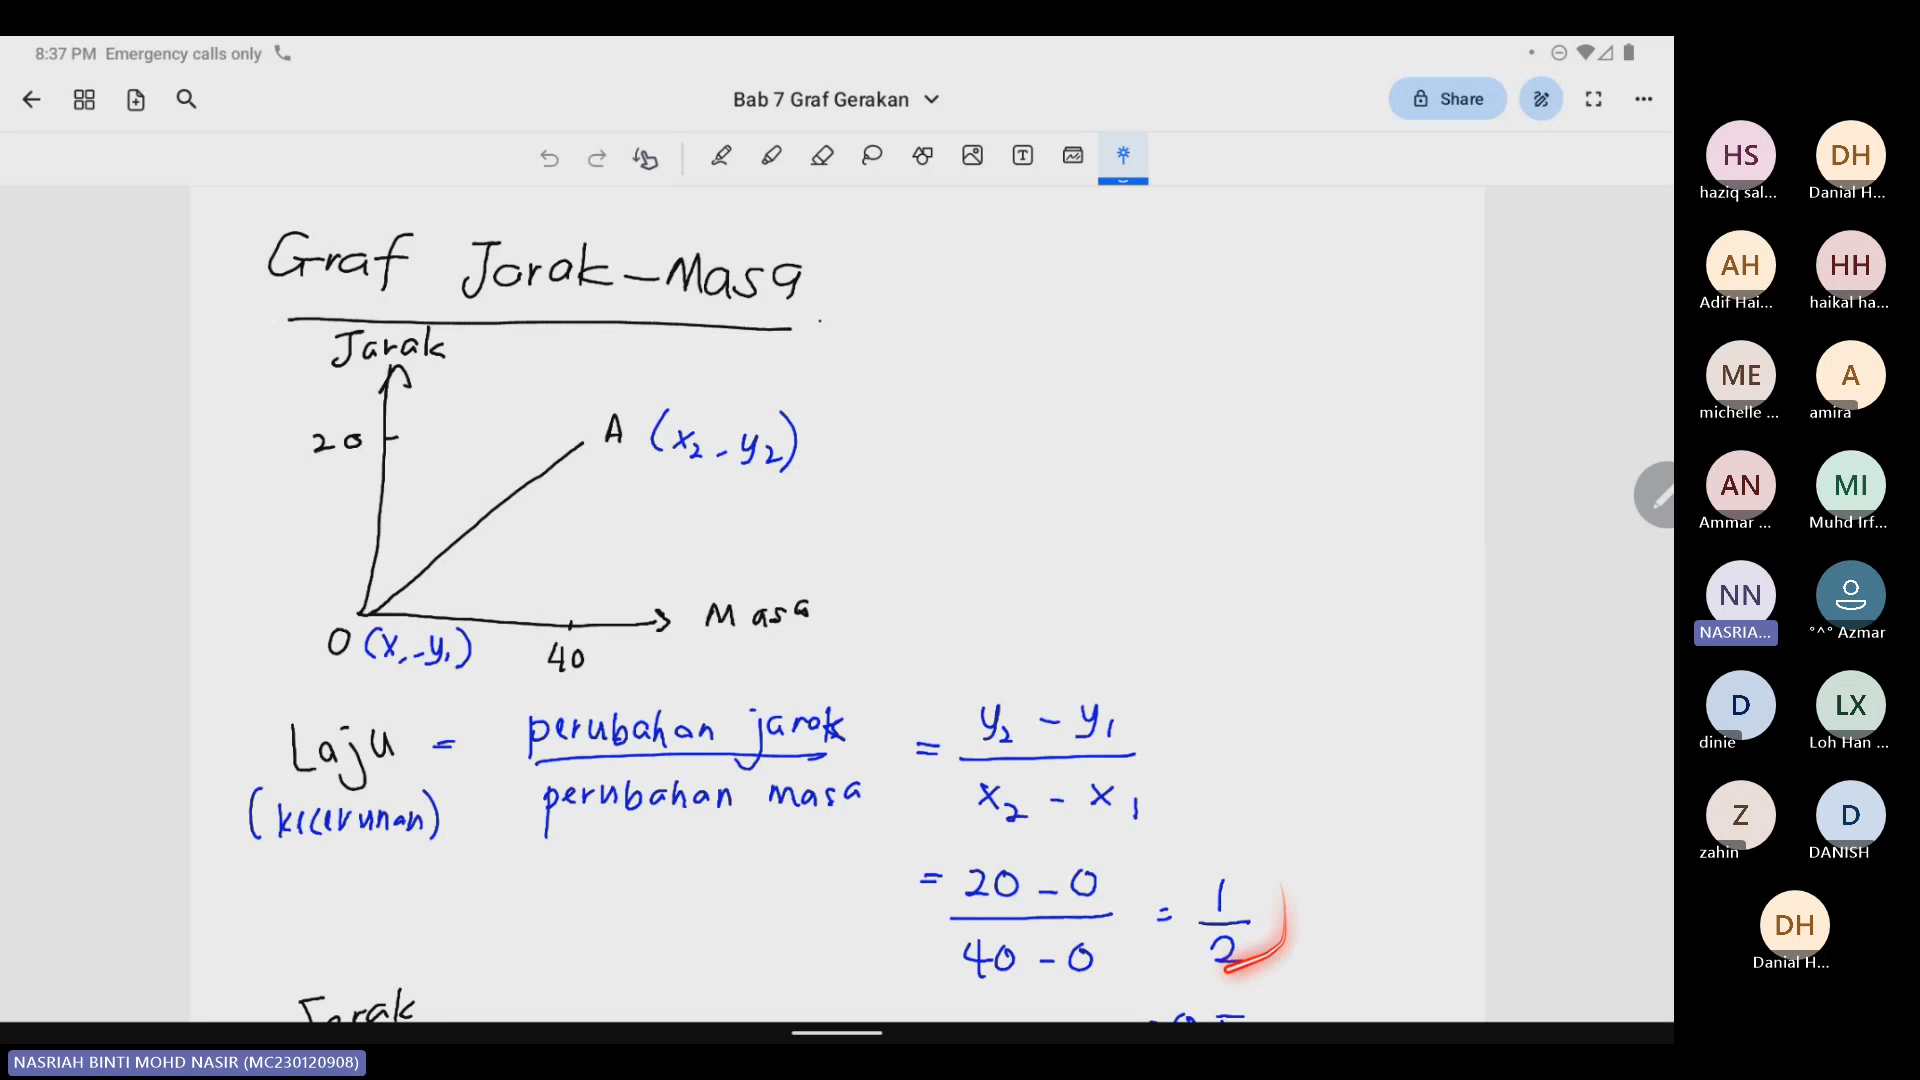 8:37 PM Emergency calls only
Bab 7 Graf Gerakan
Share
Graf Jarak-Masa
Jarak
20
A (x2, y2)
Masa
O (x1, y1)
40
Laju = perubahan jarak / perubahan masa = y2 - y1 / x2 - x1
(kecerunan)
= 20 - 0 / 40 - 0 = 1/2
Jarak
HS
haziq sal...
DH
Danial H...
AH
Adif Hai...
HH
haikal ha...
ME
michelle ...
A
amira
AN
Ammar ...
MI
Muhd Irf...
NN
NASRIA...
°^° Azmar
D
dinie
LX
Loh Han ...
Z
zahin
D
DANISH
DH
Danial H...
NASRIAH BINTI MOHD NASIR (MC230120908)